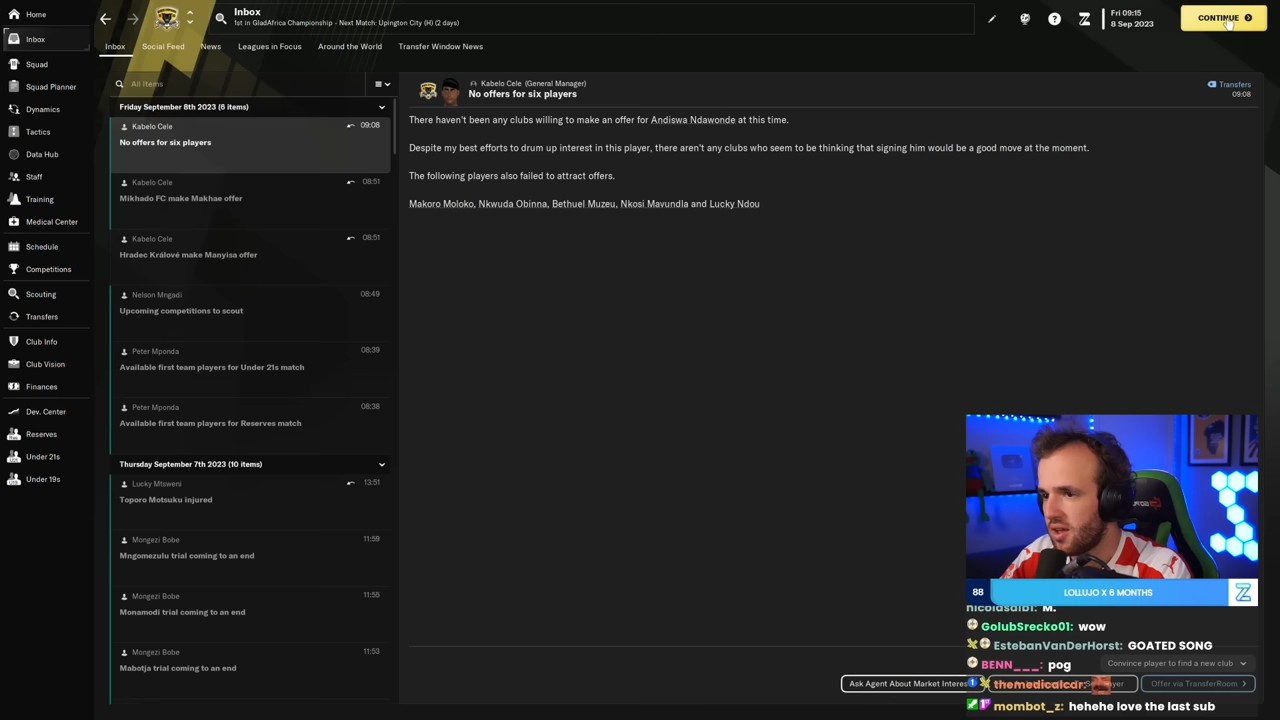 Home
Inbox
Squad
Squad Planner
Dynamics
Tactics
Data Hub
Staff
Training
Medical Center
Schedule
Competitions
Scouting
Transfers
Club Info
Club Vision
Finances
Dev. Center
Reserves
Under 21s
Under 19s
Inbox
1st in GladAfrica Championship - Next Match: Upington City (H) (2 days)
Fri 09:15
8 Sep 2023
CONTINUE
Inbox Social Feed News Leagues in Focus Around the World Transfer Window News
All Items
Friday September 8th 2023 (6 items)
Kabelo Cele 09:08
No offers for six players
Kabelo Cele 08:51
Mikhado FC make Makhae offer
Kabelo Cele 08:51
Hradec Králové make Manyisa offer
Nelson Mngadi 08:49
Upcoming competitions to scout
Peter Mponda 08:39
Available first team players for Under 21s match
Peter Mponda 08:38
Available first team players for Reserves match
Thursday September 7th 2023 (10 items)
Lucky Mtsweni 13:51
Toporo Motsuku injured
Mongezi Bobe 11:59
Mngomezulu trial coming to an end
Mongezi Bobe 11:55
Monamodi trial coming to an end
Mongezi Bobe 11:53
Mabotja trial coming to an end
Kabelo Cele (General Manager)
No offers for six players
Transfers
09:08
There haven't been any clubs willing to make an offer for Andiswa Ndawonde at this time.
Despite my best efforts to drum up interest in this player, there aren't any clubs who seem to be thinking that signing him would be a good move at the moment.
The following players also failed to attract offers.
Makoro Moloko, Nkwuda Obinna, Bethuel Muzeu, Nkosi Mavundla and Lucky Ndou
88 LOLLUJO X 6 MONTHS
nicolasalb1: M.
GolubSrecko01: wow
EstebanVanDerHorst: GOATED SONG
BENN___: pog
Convince player to find a new club
Ask Agent About Market Interes
themedicalcar:
Offer via TransferRoom
mombot_z: hehehe love the last sub